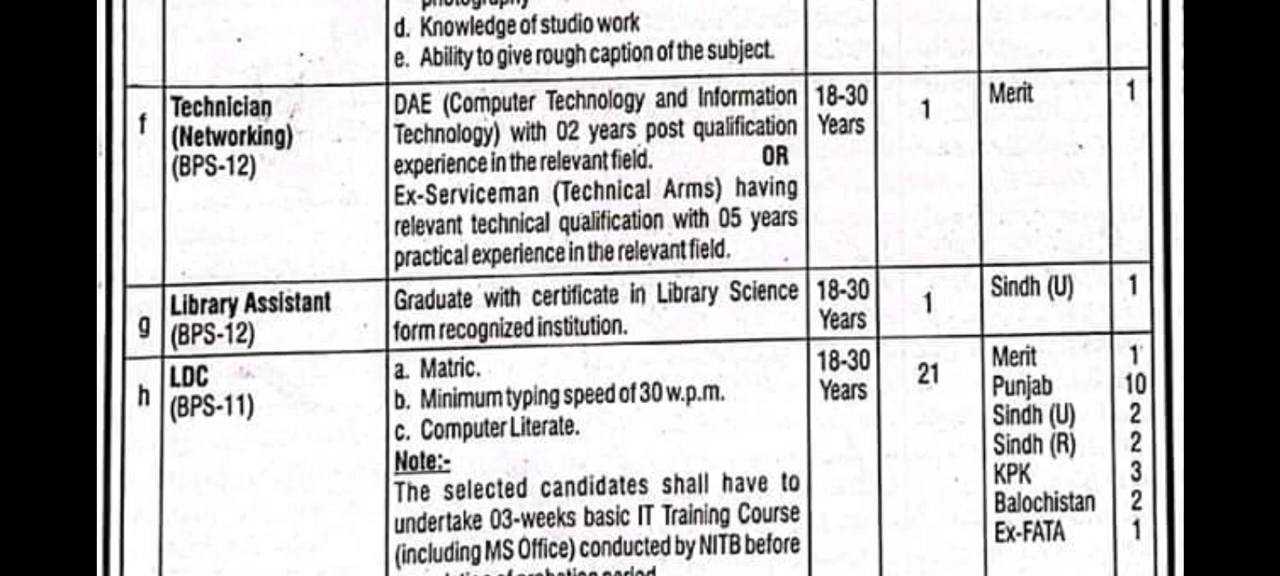 photography
d. Knowledge of studio work
e. Ability to give rough caption of the subject.
f
Technician
(Networking)
(BPS-12)
DAE (Computer Technology and Information
Technology) with 02 years post qualification
experience in the relevant field. OR
Ex-Serviceman (Technical Arms) having
relevant technical qualification with 05 years
practical experience in the relevant field.
18-30
Years
1
Merit 1
g
Library Assistant
(BPS-12)
Graduate with certificate in Library Science
form recognized institution.
18-30
Years
1
Sindh (U) 1
h
LDC
(BPS-11)
a. Matric.
b. Minimum typing speed of 30 w.p.m.
c. Computer Literate.
Note:-
The selected candidates shall have to
undertake 03-weeks basic IT Training Course
(including MS Office) conducted by NITB before
18-30
Years
21
Merit 1
Punjab 10
Sindh (U) 2
Sindh (R) 2
KPK 3
Balochistan 2
Ex-FATA 1